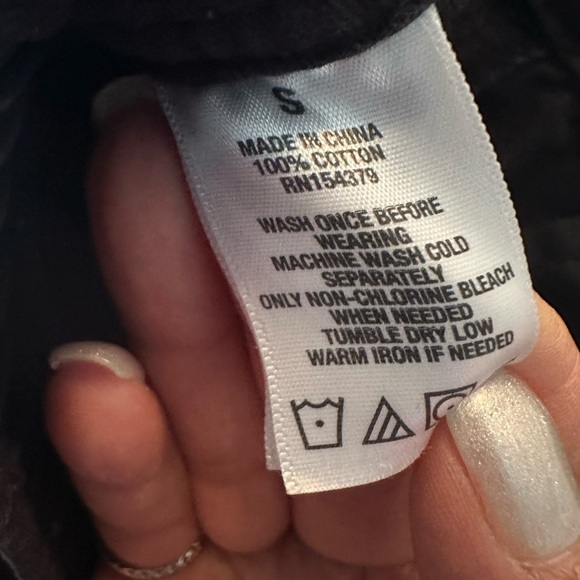 S
MADE IN CHINA
100% COTTON
RN154379
WASH ONCE BEFORE
WEARING
MACHINE WASH COLD
SEPARATELY
ONLY NON-CHLORINE BLEACH
WHEN NEEDED
TUMBLE DRY LOW
WARM IRON IF NEEDED